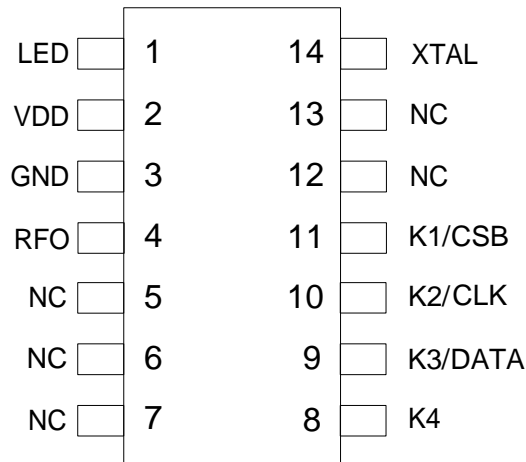 LED 1 14 XTAL
VDD 2 13 NC
GND 3 12 NC
RFO 4 11 K1/CSB
NC 5 10 K2/CLK
NC 6 9 K3/DATA
NC 7 8 K4